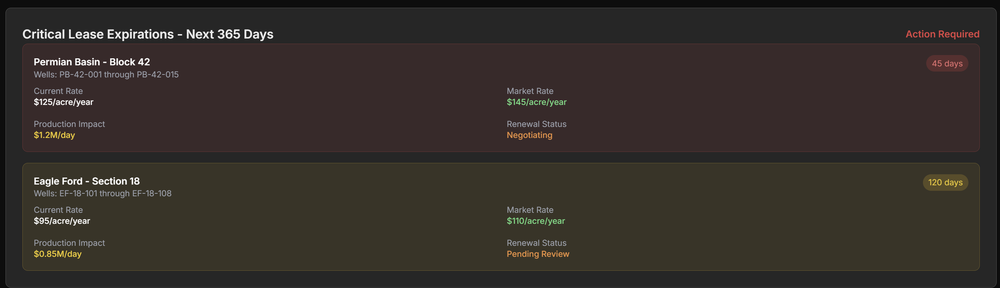 Critical Lease Expirations - Next 365 Days
Action Required
Permian Basin - Block 42
45 days
Wells: PB-42-001 through PB-42-015
Current Rate
$125/acre/year
Market Rate
$145/acre/year
Production Impact
$1.2M/day
Renewal Status
Negotiating
Eagle Ford - Section 18
120 days
Wells: EF-18-101 through EF-18-108
Current Rate
$95/acre/year
Market Rate
$110/acre/year
Production Impact
$0.85M/day
Renewal Status
Pending Review